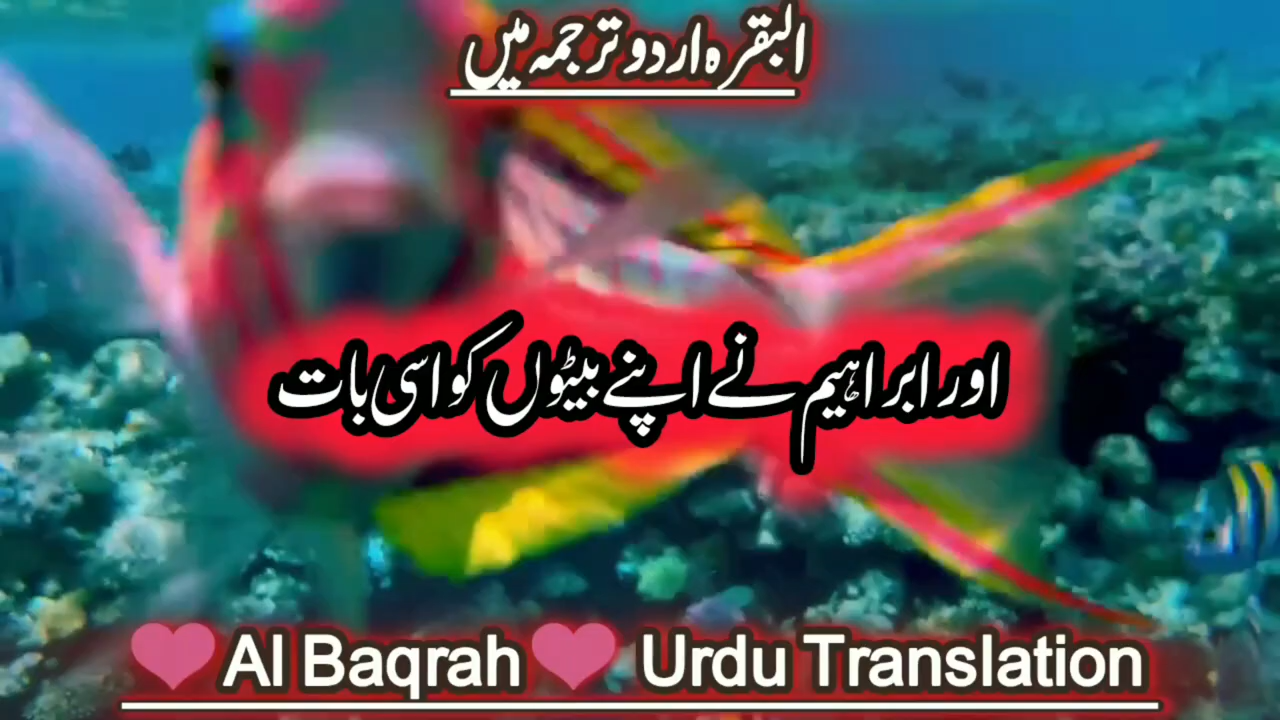 البقرہ اردو ترجمہ میں
اور ابراہیم نے اپنے بیٹوں کو اسی بات
Al Baqrah Urdu Translation